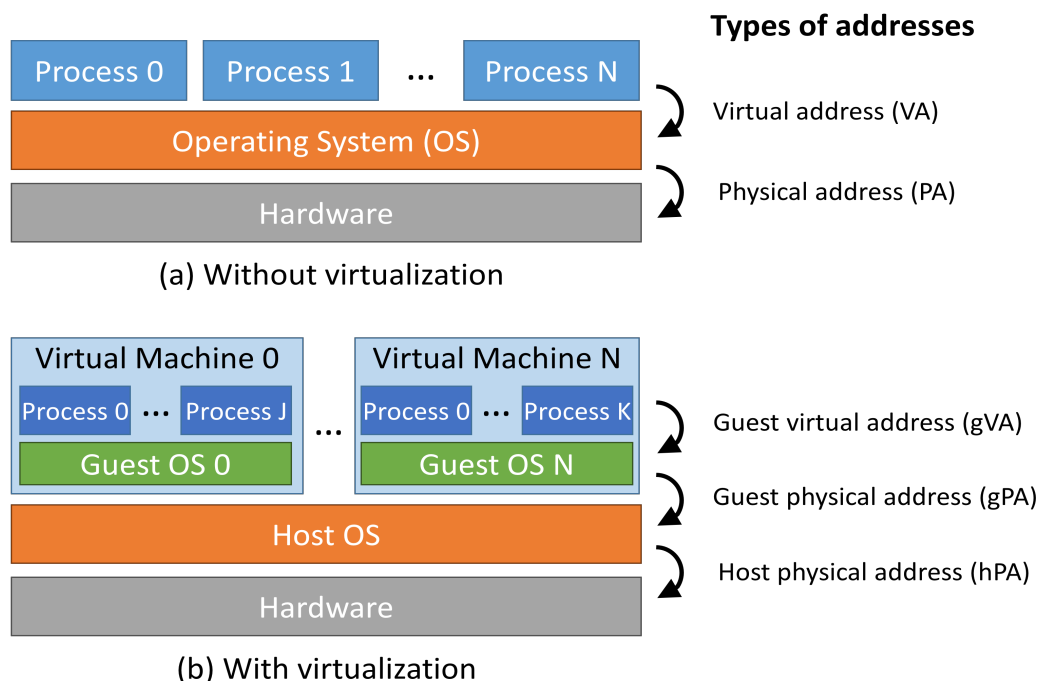 Types of addresses
Process 0 Process 1 ... Process N
Virtual address (VA)
Operating System (OS)
Physical address (PA)
Hardware
(a) Without virtualization
Virtual Machine 0 Virtual Machine N
Process 0 ... Process J ... Process 0 ... Process K
Guest virtual address (gVA)
Guest OS 0 Guest OS N
Guest physical address (gPA)
Host OS
Host physical address (hPA)
Hardware
(b) With virtualization